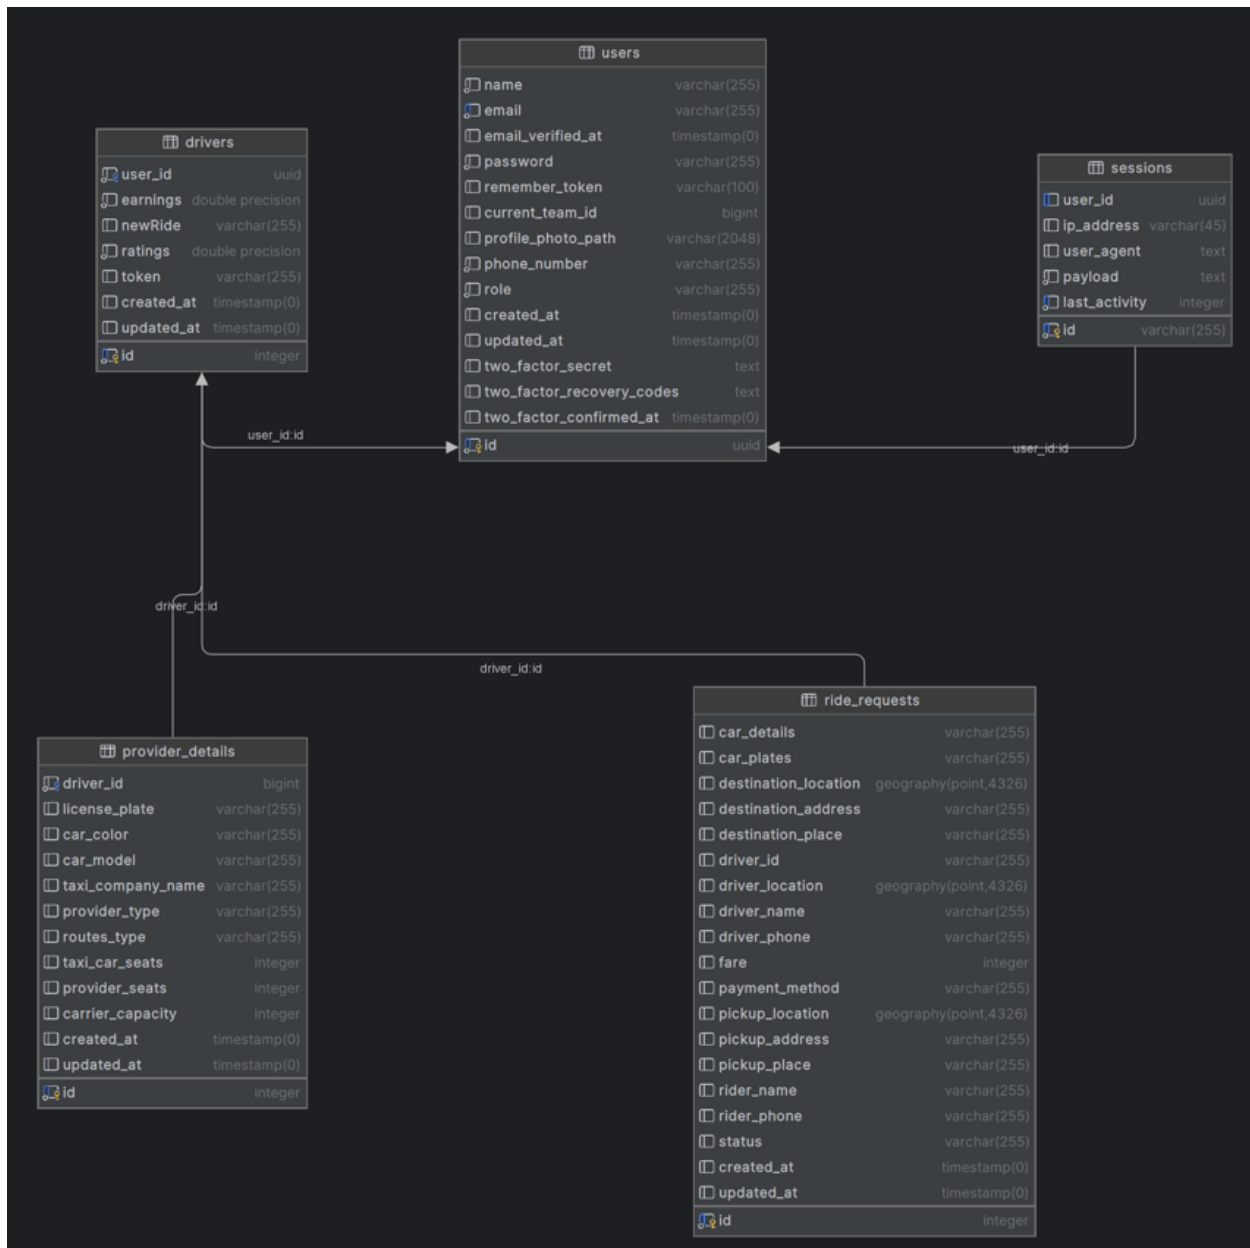 users
name varchar(255)
email varchar(255)
email_verified_at timestamp(0)
password varchar(255)
remember_token varchar(100)
current_team_id bigint
profile_photo_path varchar(2048)
phone_number varchar(255)
role varchar(255)
created_at timestamp(0)
updated_at timestamp(0)
two_factor_secret text
two_factor_recovery_codes text
two_factor_confirmed_at timestamp(0)
id uuid
drivers
user_id uuid
earnings double precision
newRide varchar(255)
ratings double precision
token varchar(255)
created_at timestamp(0)
updated_at timestamp(0)
id integer
sessions
user_id uuid
ip_address varchar(45)
user_agent text
payload text
last_activity integer
id varchar(255)
user_id:id
user_id:id
driver_id:id
driver_id:id
provider_details
driver_id bigint
license_plate varchar(255)
car_color varchar(255)
car_model varchar(255)
taxi_company_name varchar(255)
provider_type varchar(255)
routes_type varchar(255)
taxi_car_seats integer
provider_seats integer
carrier_capacity integer
created_at timestamp(0)
updated_at timestamp(0)
id integer
ride_requests
car_details varchar(255)
car_plates varchar(255)
destination_location geography(point,4326)
destination_address varchar(255)
destination_place varchar(255)
driver_id varchar(255)
driver_location geography(point,4326)
driver_name varchar(255)
driver_phone varchar(255)
fare integer
payment_method varchar(255)
pickup_location geography(point,4326)
pickup_address varchar(255)
pickup_place varchar(255)
rider_name varchar(255)
rider_phone varchar(255)
status varchar(255)
created_at timestamp(0)
updated_at timestamp(0)
id integer